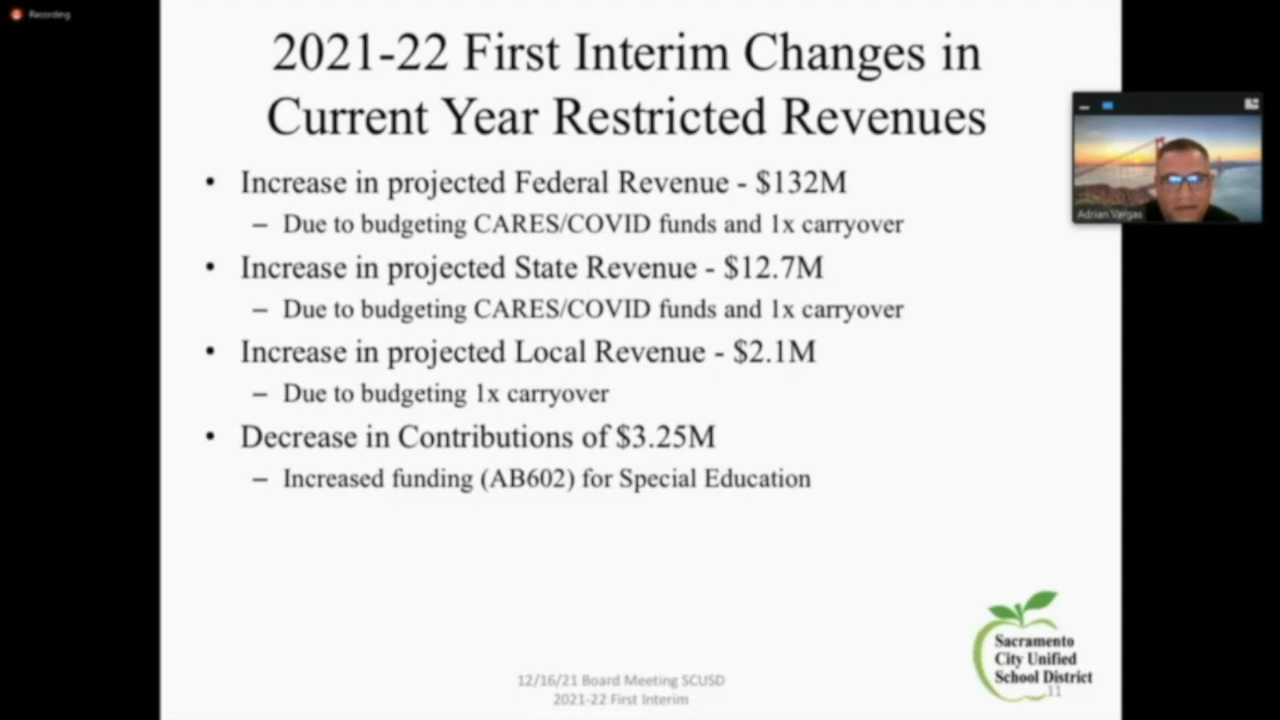 Recording
2021-22 First Interim Changes in
Current Year Restricted Revenues
• Increase in projected Federal Revenue - $132M
– Due to budgeting CARES/COVID funds and 1x carryover
• Increase in projected State Revenue - $12.7M
– Due to budgeting CARES/COVID funds and 1x carryover
• Increase in projected Local Revenue - $2.1M
– Due to budgeting 1x carryover
• Decrease in Contributions of $3.25M
– Increased funding (AB602) for Special Education
Adrian Vargas
Sacramento
City Unified
School District
12/16/21 Board Meeting SCUSD
2021-22 First Interim
11